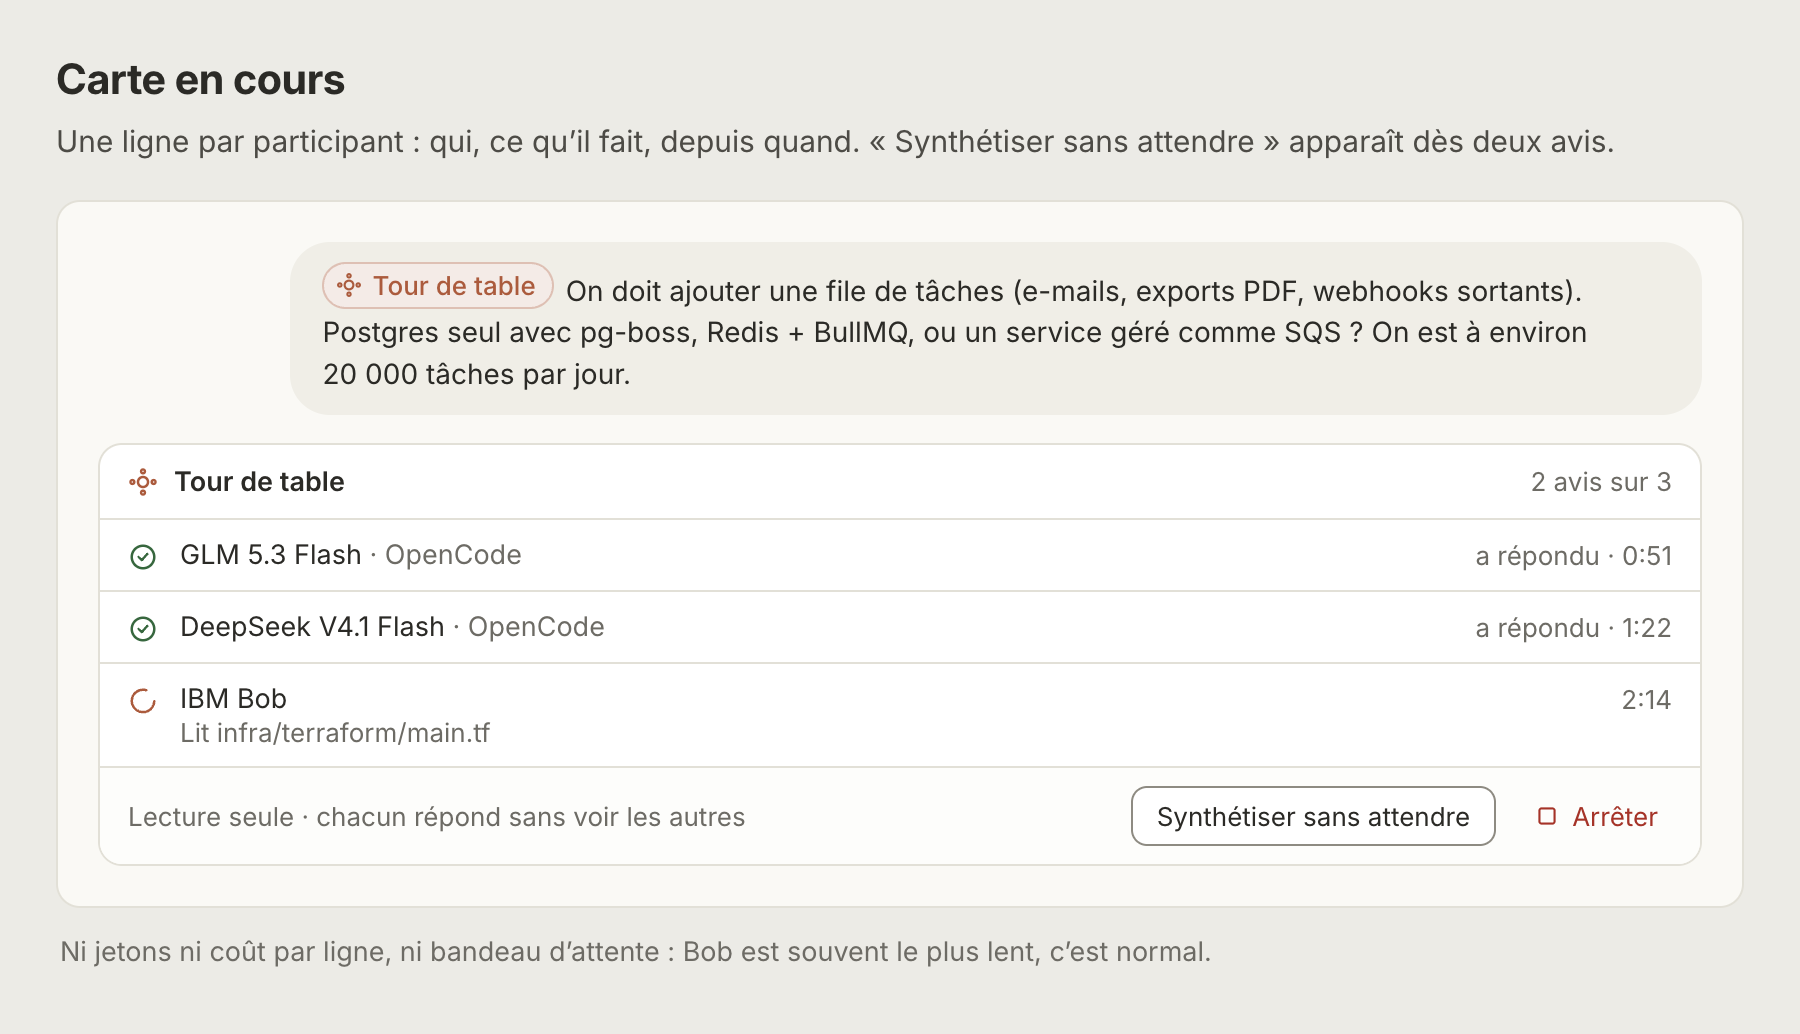 Carte en cours
Une ligne par participant : qui, ce qu’il fait, depuis quand. « Synthétiser sans attendre » apparaît dès deux avis.
Tour de table On doit ajouter une file de tâches (e-mails, exports PDF, webhooks sortants).
Postgres seul avec pg-boss, Redis + BullMQ, ou un service géré comme SQS ? On est à environ
20 000 tâches par jour.
Tour de table 2 avis sur 3
GLM 5.3 Flash · OpenCode a répondu · 0:51
DeepSeek V4.1 Flash · OpenCode a répondu · 1:22
IBM Bob 2:14
Lit infra/terraform/main.tf
Lecture seule · chacun répond sans voir les autres Synthétiser sans attendre Arrêter
Ni jetons ni coût par ligne, ni bandeau d’attente : Bob est souvent le plus lent, c’est normal.